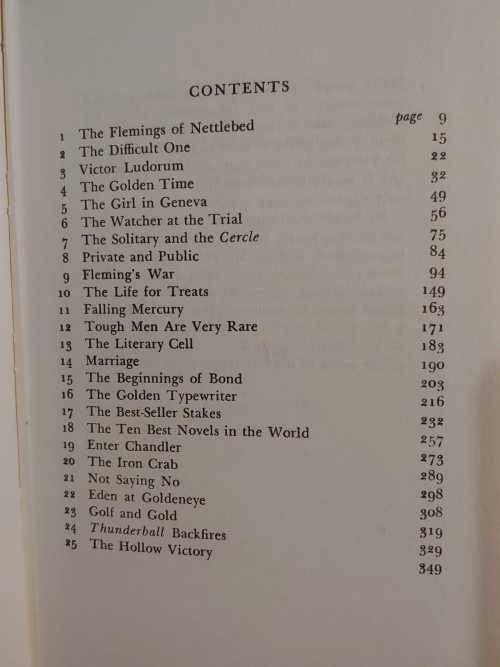 CONTENTS
page
1 The Flemings of Nettlebed 9
2 The Difficult One 15
3 Victor Ludorum 22
4 The Golden Time 32
5 The Girl in Geneva 49
6 The Watcher at the Trial 56
7 The Solitary and the Cercle 75
8 Private and Public 84
9 Fleming's War 94
10 The Life for Treats 149
11 Falling Mercury 163
12 Tough Men Are Very Rare 171
13 The Literary Cell 183
14 Marriage 190
15 The Beginnings of Bond 203
16 The Golden Typewriter 216
17 The Best-Seller Stakes 232
18 The Ten Best Novels in the World 257
19 Enter Chandler 273
20 The Iron Crab 289
21 Not Saying No 298
22 Eden at Goldeneye 308
23 Golf and Gold 319
24 Thunderball Backfires 329
25 The Hollow Victory 349